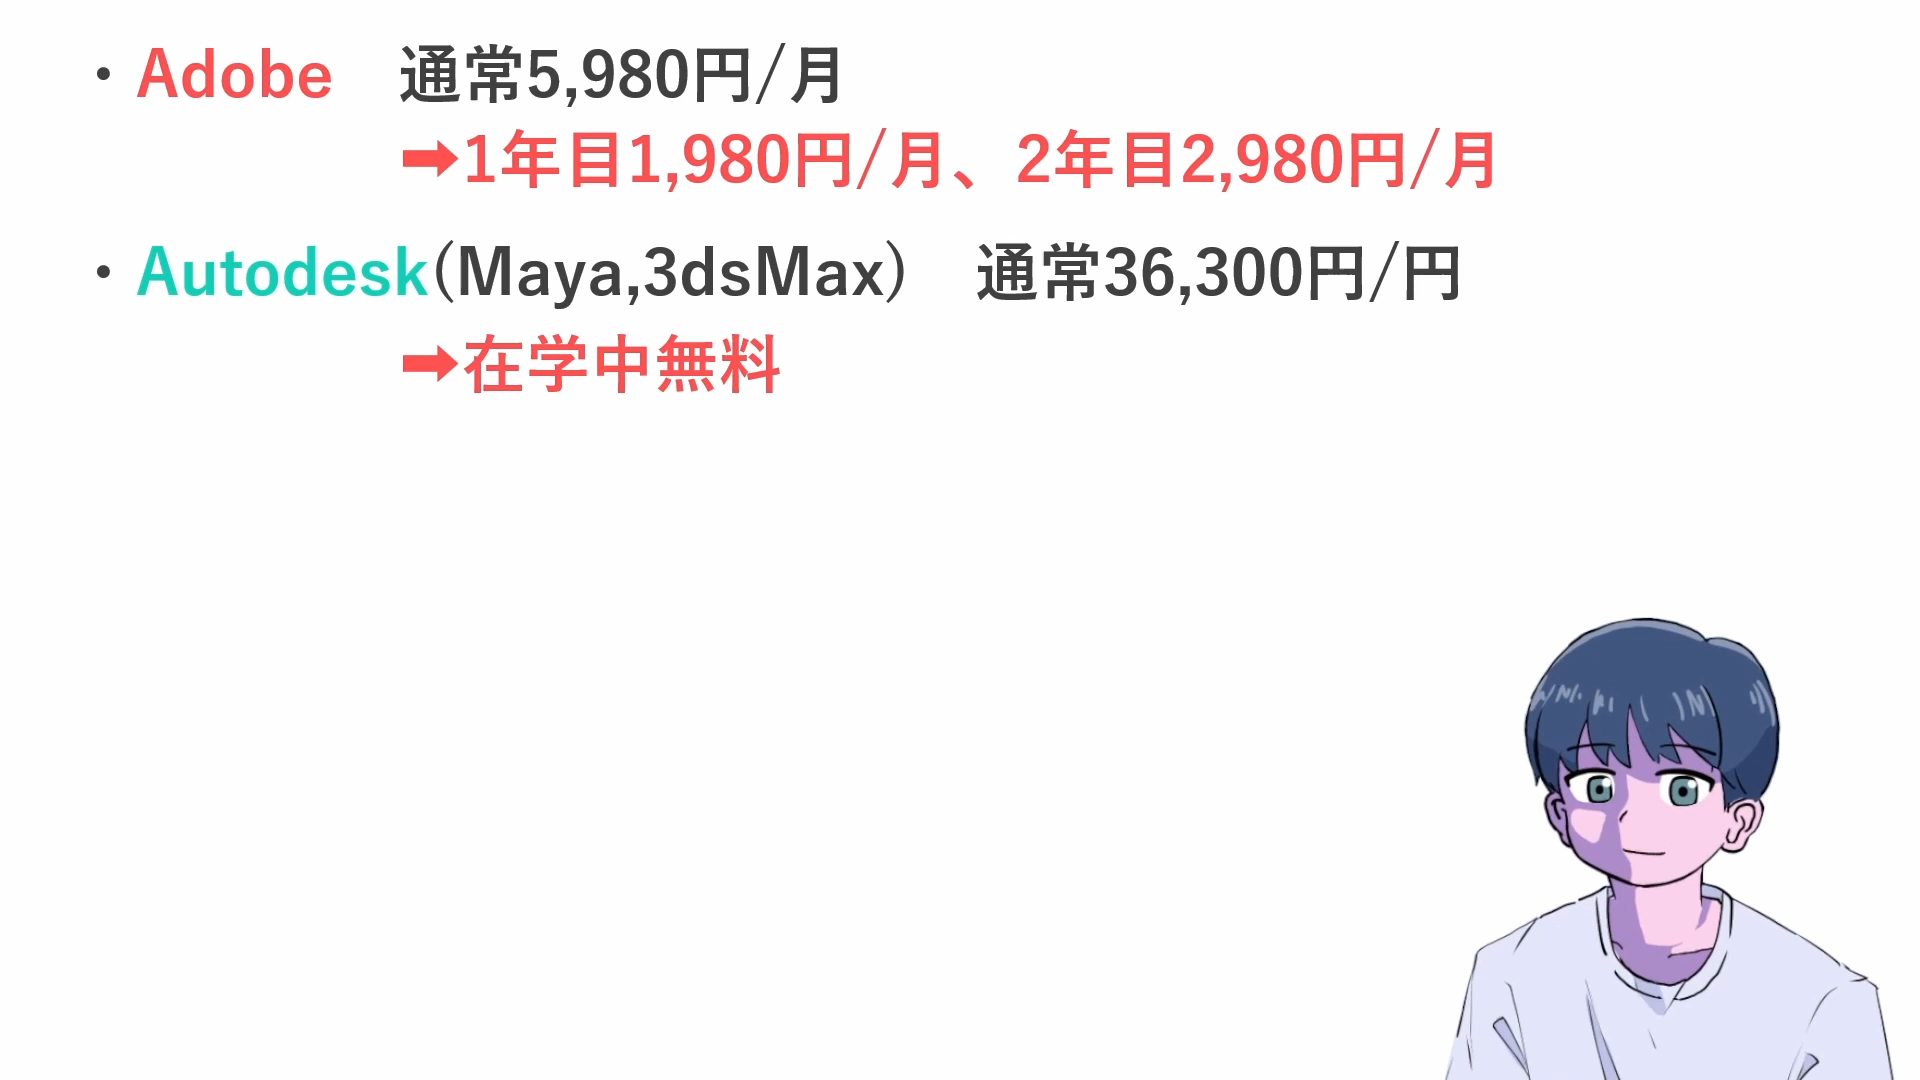 ・Adobe　通常5,980円/月
➡1年目1,980円/月、2年目2,980円/月
・Autodesk(Maya,3dsMax)　通常36,300円/円
➡在学中無料